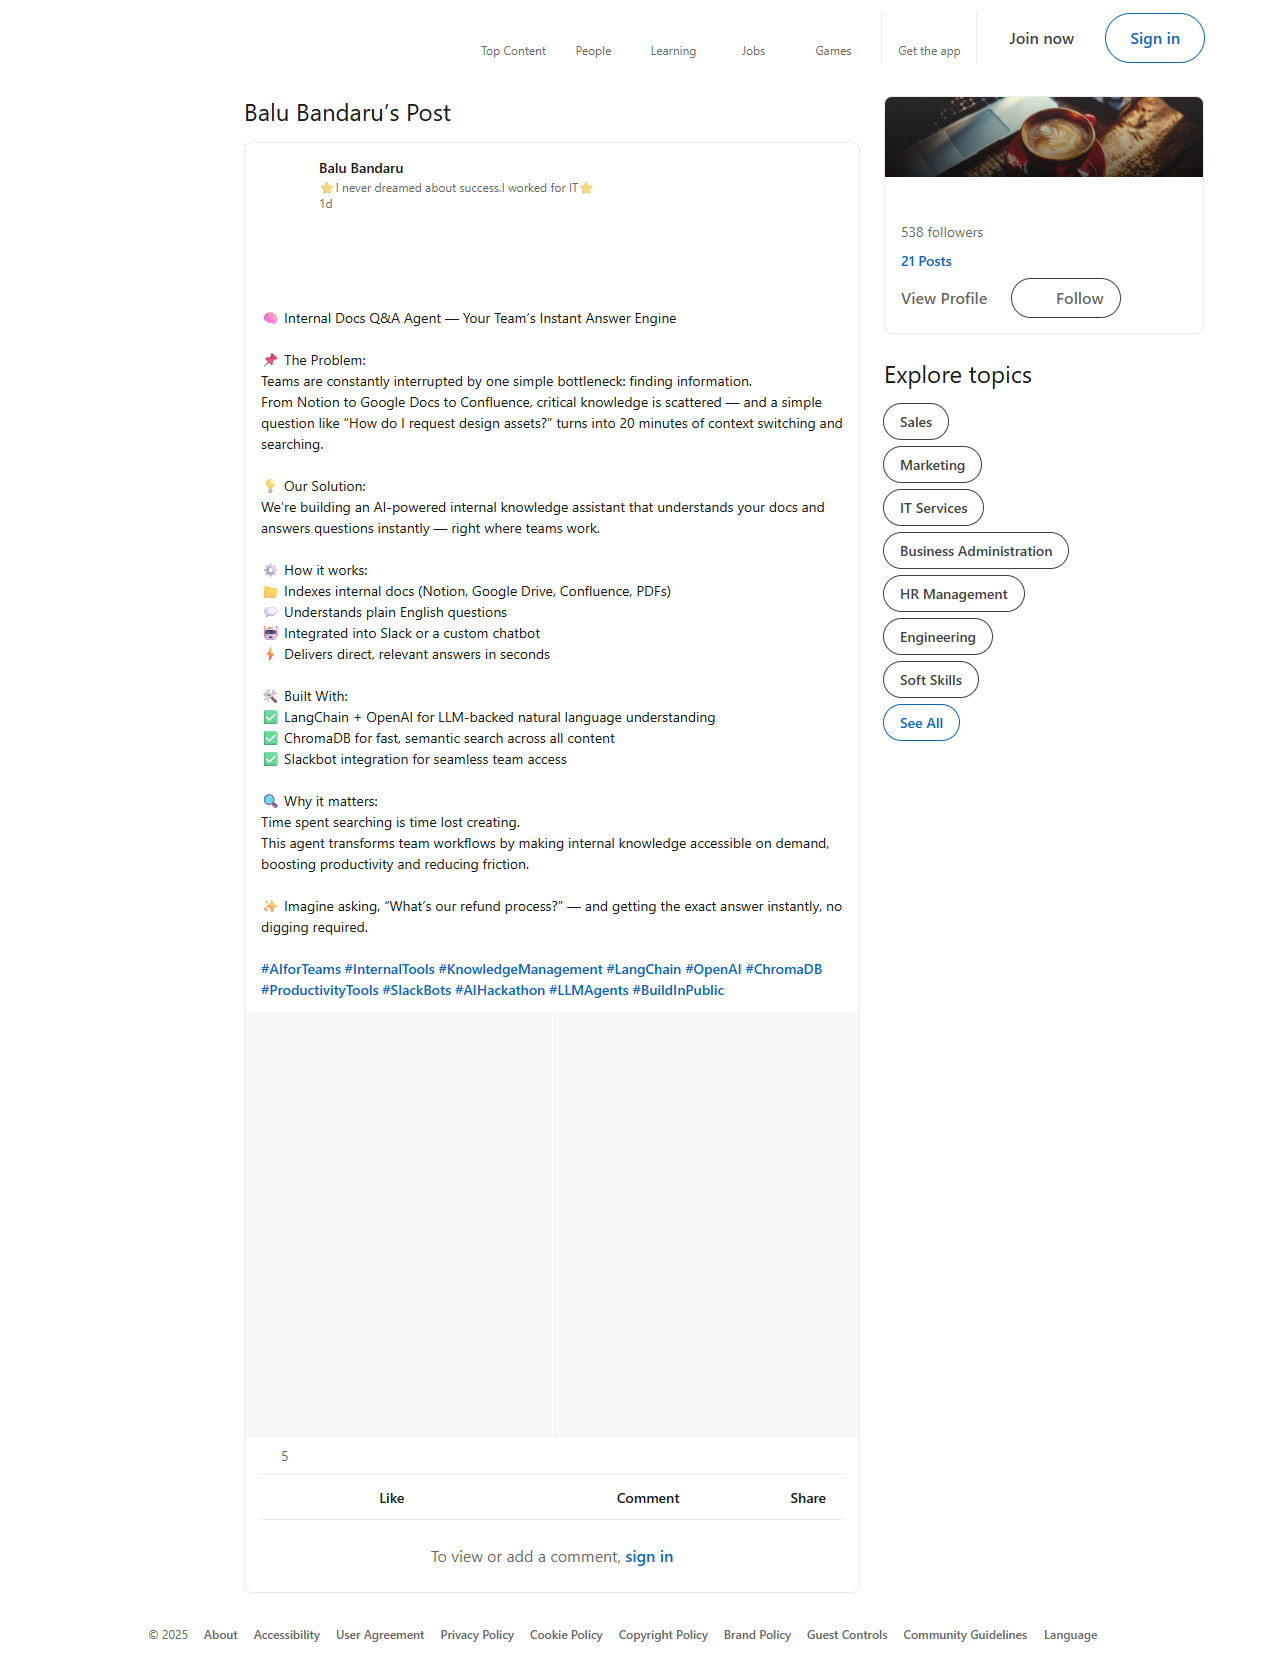 Top Content
People
Learning
Jobs
Games
Get the app
Join now
Sign in
Balu Bandaru’s Post
Balu Bandaru
⭐I never dreamed about success.I worked for IT⭐
1d
🧠 Internal Docs Q&A Agent — Your Team’s Instant Answer Engine
📌 The Problem:
Teams are constantly interrupted by one simple bottleneck: finding information.
From Notion to Google Docs to Confluence, critical knowledge is scattered — and a simple
question like “How do I request design assets?” turns into 20 minutes of context switching and
searching.
💡 Our Solution:
We’re building an AI-powered internal knowledge assistant that understands your docs and
answers questions instantly — right where teams work.
⚙️ How it works:
📁 Indexes internal docs (Notion, Google Drive, Confluence, PDFs)
💬 Understands plain English questions
🤖 Integrated into Slack or a custom chatbot
⚡ Delivers direct, relevant answers in seconds
🛠️ Built With:
✅ LangChain + OpenAI for LLM-backed natural language understanding
✅ ChromaDB for fast, semantic search across all content
✅ Slackbot integration for seamless team access
🔍 Why it matters:
Time spent searching is time lost creating.
This agent transforms team workflows by making internal knowledge accessible on demand,
boosting productivity and reducing friction.
✨ Imagine asking, “What’s our refund process?” — and getting the exact answer instantly, no
digging required.
#AIforTeams #InternalTools #KnowledgeManagement #LangChain #OpenAI #ChromaDB
#ProductivityTools #SlackBots #AIHackathon #LLMAgents #BuildInPublic
5
Like
Comment
Share
To view or add a comment, sign in
538 followers
21 Posts
View Profile
Follow
Explore topics
Sales
Marketing
IT Services
Business Administration
HR Management
Engineering
Soft Skills
See All
© 2025 About Accessibility User Agreement Privacy Policy Cookie Policy Copyright Policy Brand Policy Guest Controls Community Guidelines Language